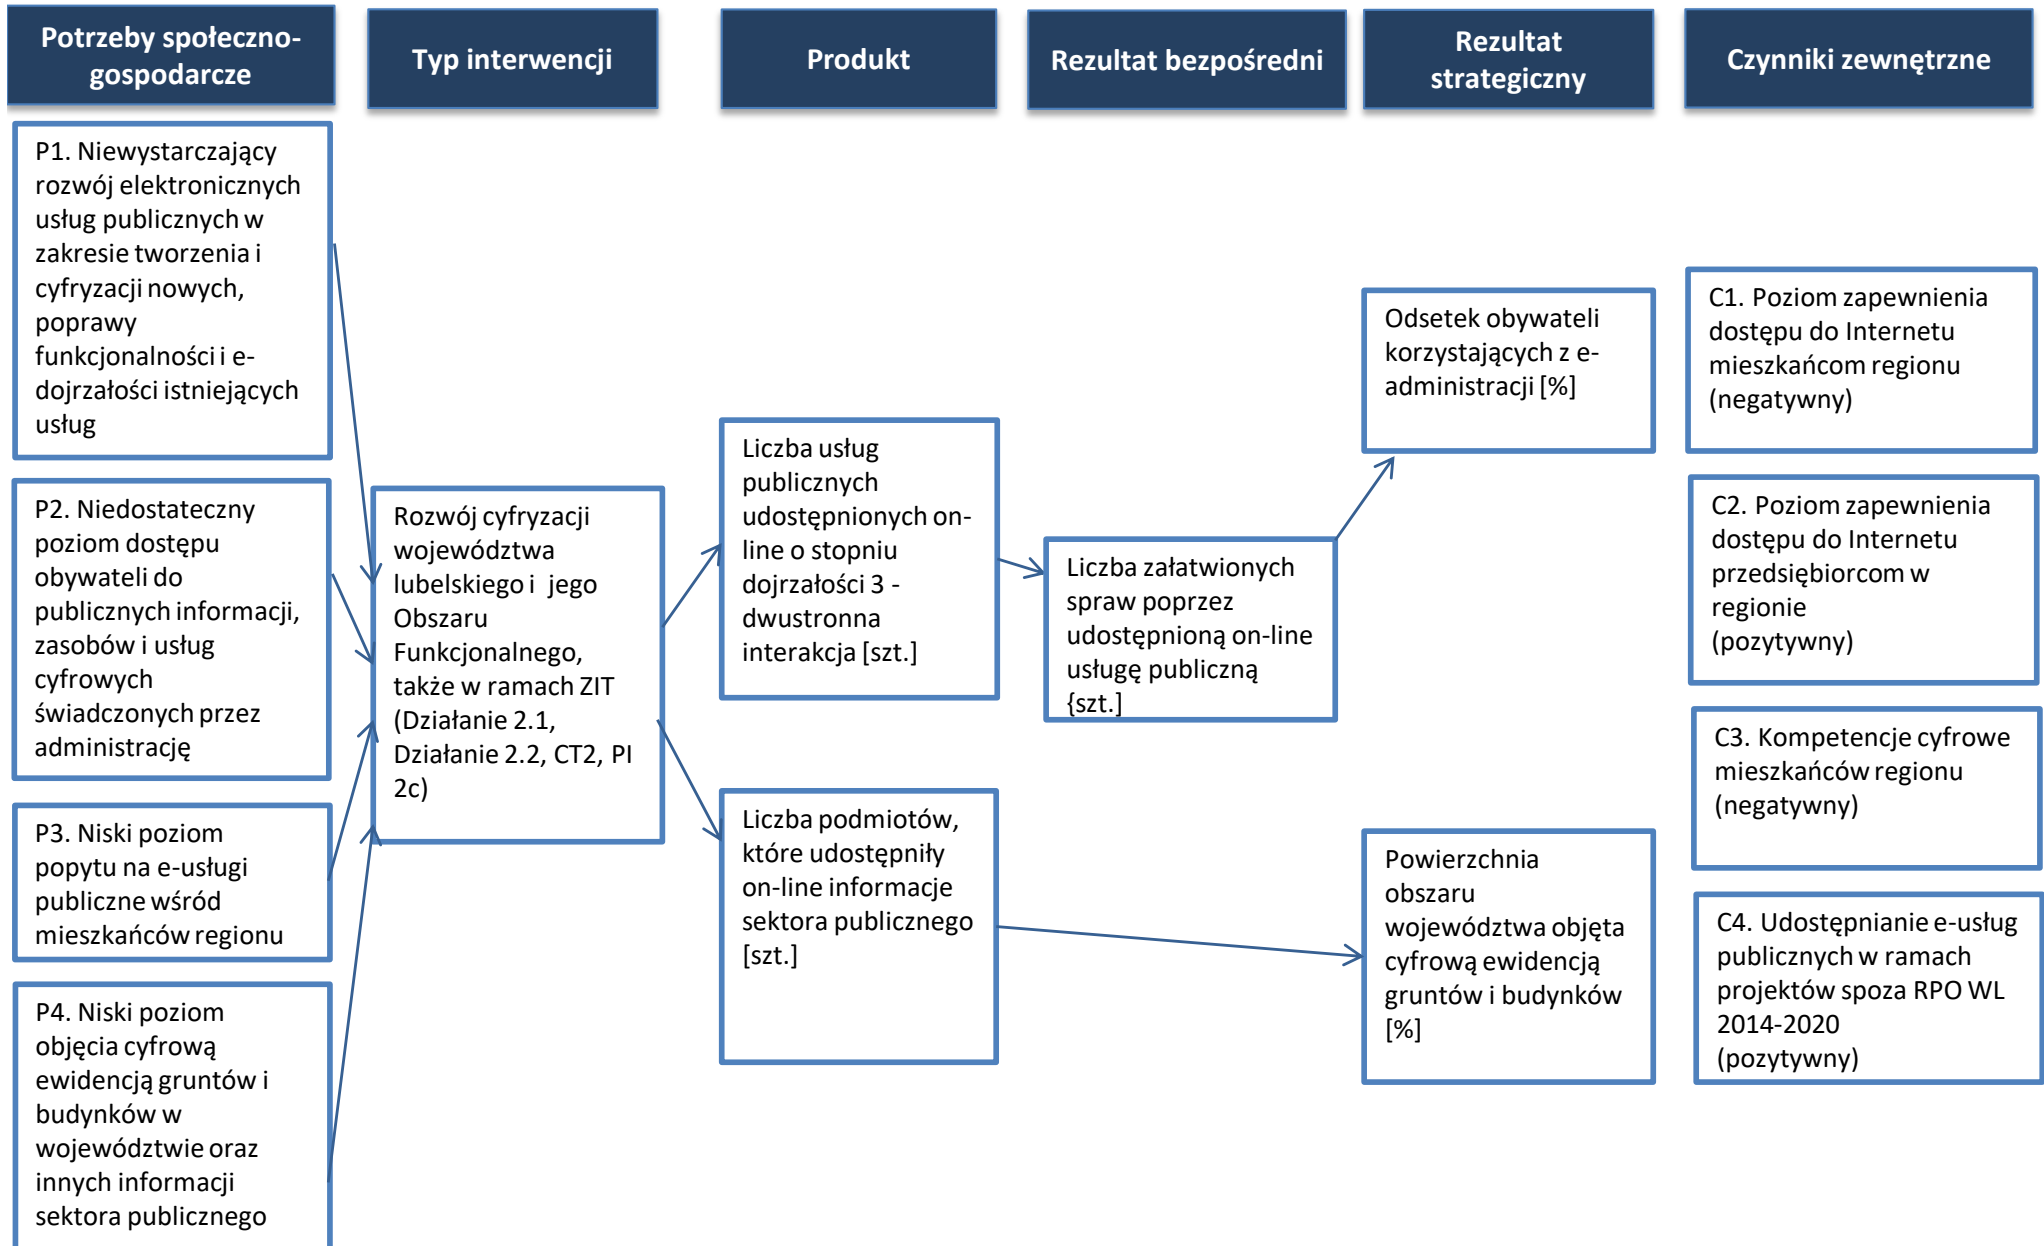 Potrzeby społeczno-
gospodarcze
Typ interwencji
Produkt
Rezultat bezpośredni
Rezultat
strategiczny
Czynniki zewnętrzne
P1. Niewystarczający
rozwój elektronicznych
usług publicznych w
zakresie tworzenia i
cyfryzacji nowych,
poprawy
funkcjonalności i e-
dojrzałości istniejących
usług
P2. Niedostateczny
poziom dostępu
obywateli do
publicznych informacji,
zasobów i usług
cyfrowych
świadczonych przez
administrację
P3. Niski poziom
popytu na e-usługi
publiczne wśród
mieszkańców regionu
P4. Niski poziom
objęcia cyfrową
ewidencją gruntów i
budynków w
województwie oraz
innych informacji
sektora publicznego
Rozwój cyfryzacji
województwa
lubelskiego i jego
Obszaru
Funkcjonalnego,
także w ramach ZIT
(Działanie 2.1,
Działanie 2.2, CT2, PI
2c)
Liczba usług
publicznych
udostępnionych on-
line o stopniu
dojrzałości 3 -
dwustronna
interakcja [szt.]
Liczba podmiotów,
które udostępniły
on-line informacje
sektora publicznego
[szt.]
Liczba załatwionych
spraw poprzez
udostępnioną on-line
usługę publiczną
{szt.]
Odsetek obywateli
korzystających z e-
administracji [%]
Powierzchnia
obszaru
województwa objęta
cyfrową ewidencją
gruntów i budynków
[%]
C1. Poziom zapewnienia
dostępu do Internetu
mieszkańcom regionu
(negatywny)
C2. Poziom zapewnienia
dostępu do Internetu
przedsiębiorcom w
regionie
(pozytywny)
C3. Kompetencje cyfrowe
mieszkańców regionu
(negatywny)
C4. Udostępnianie e-usług
publicznych w ramach
projektów spoza RPO WL
2014-2020
(pozytywny)